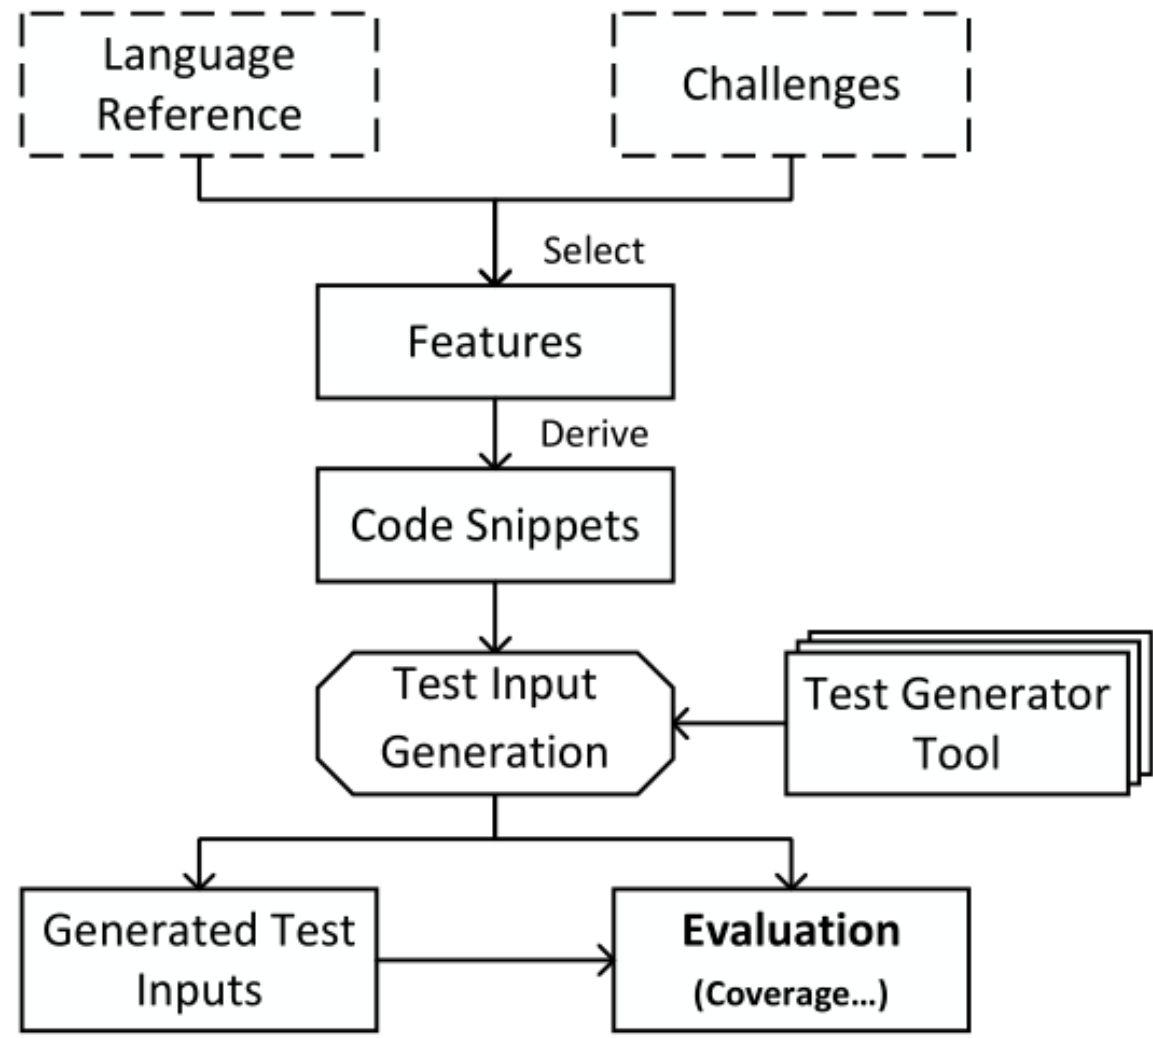 Language
Reference
Challenges
Select
Features
Derive
Code Snippets
Test Input
Generation
Test Generator
Tool
Generated Test
Inputs
Evaluation
(Coverage...)